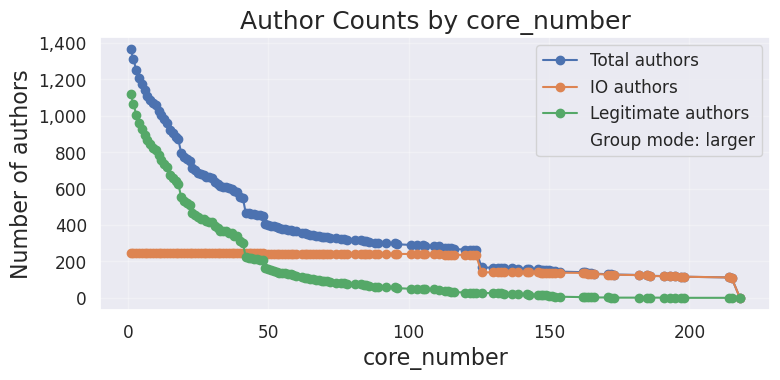 Author Counts by core_number
Number of authors
1,400
1,200
1,000
800
600
400
200
0
Total authors
IO authors
Legitimate authors
Group mode: larger
0
50
100
150
200
core_number